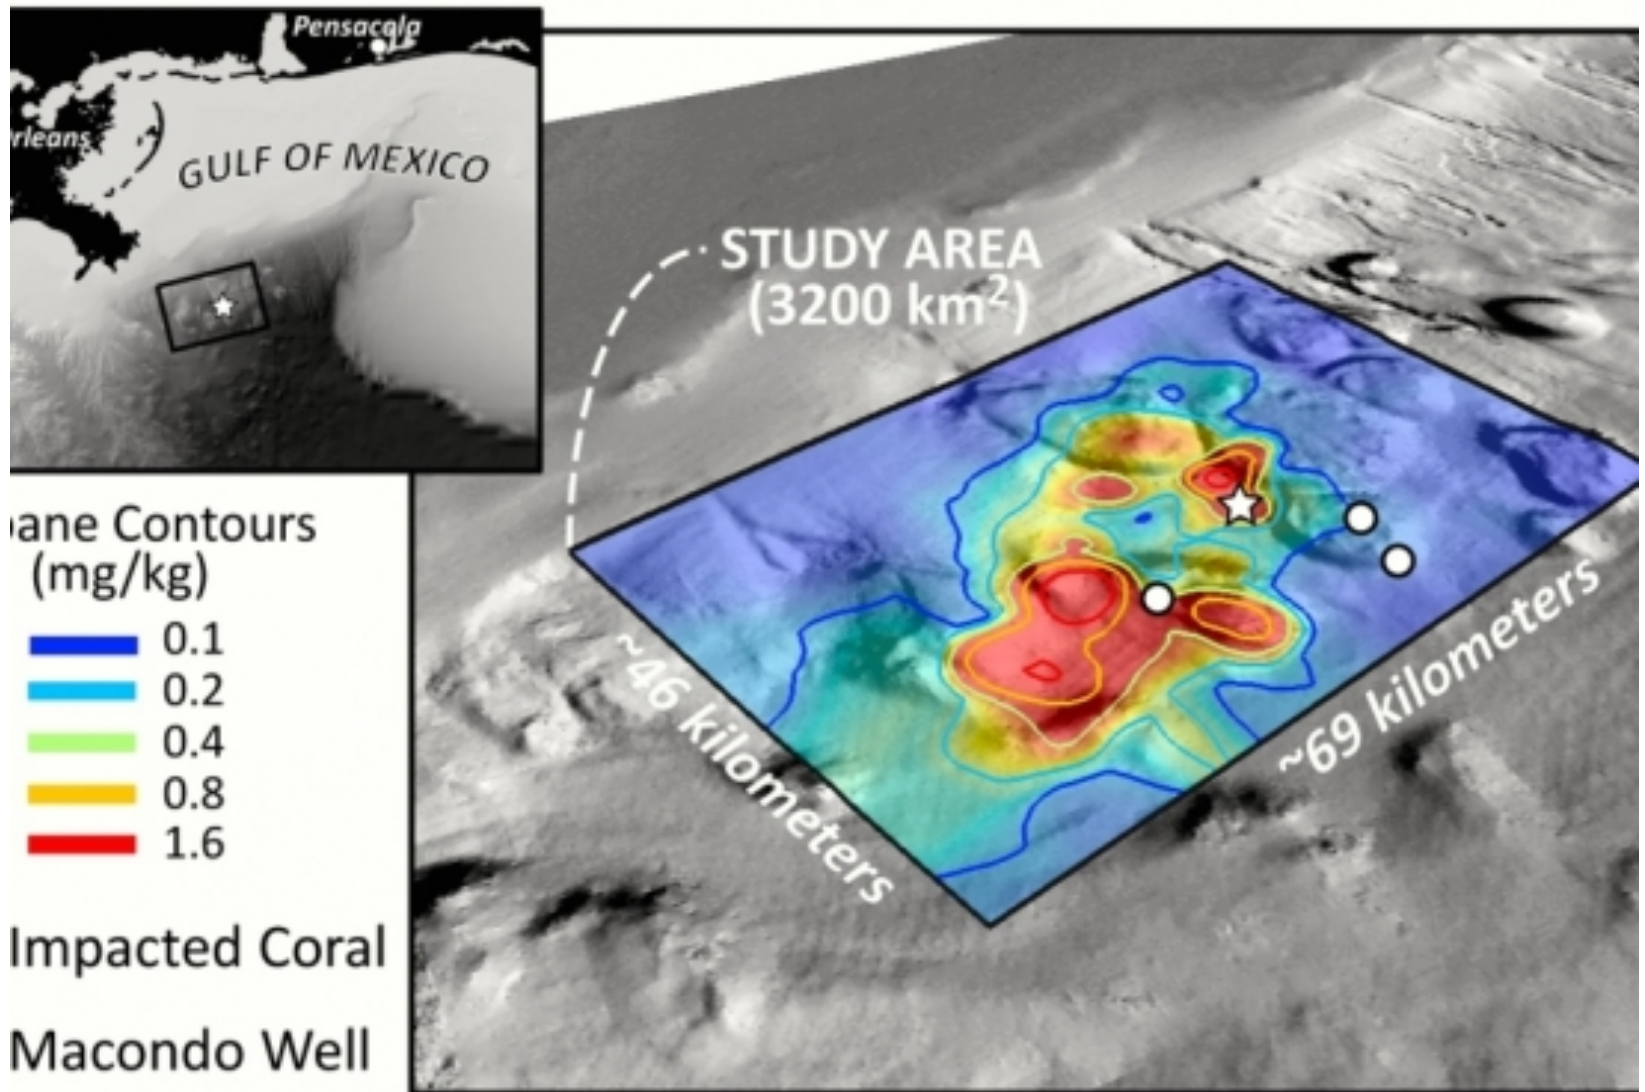 Pensacola
rleans
GULF OF MEXICO
STUDY AREA
(3200 km²)
ane Contours
(mg/kg)
0.1
0.2
0.4
0.8
1.6
~46 kilometers
~69 kilometers
Impacted Coral
Macondo Well